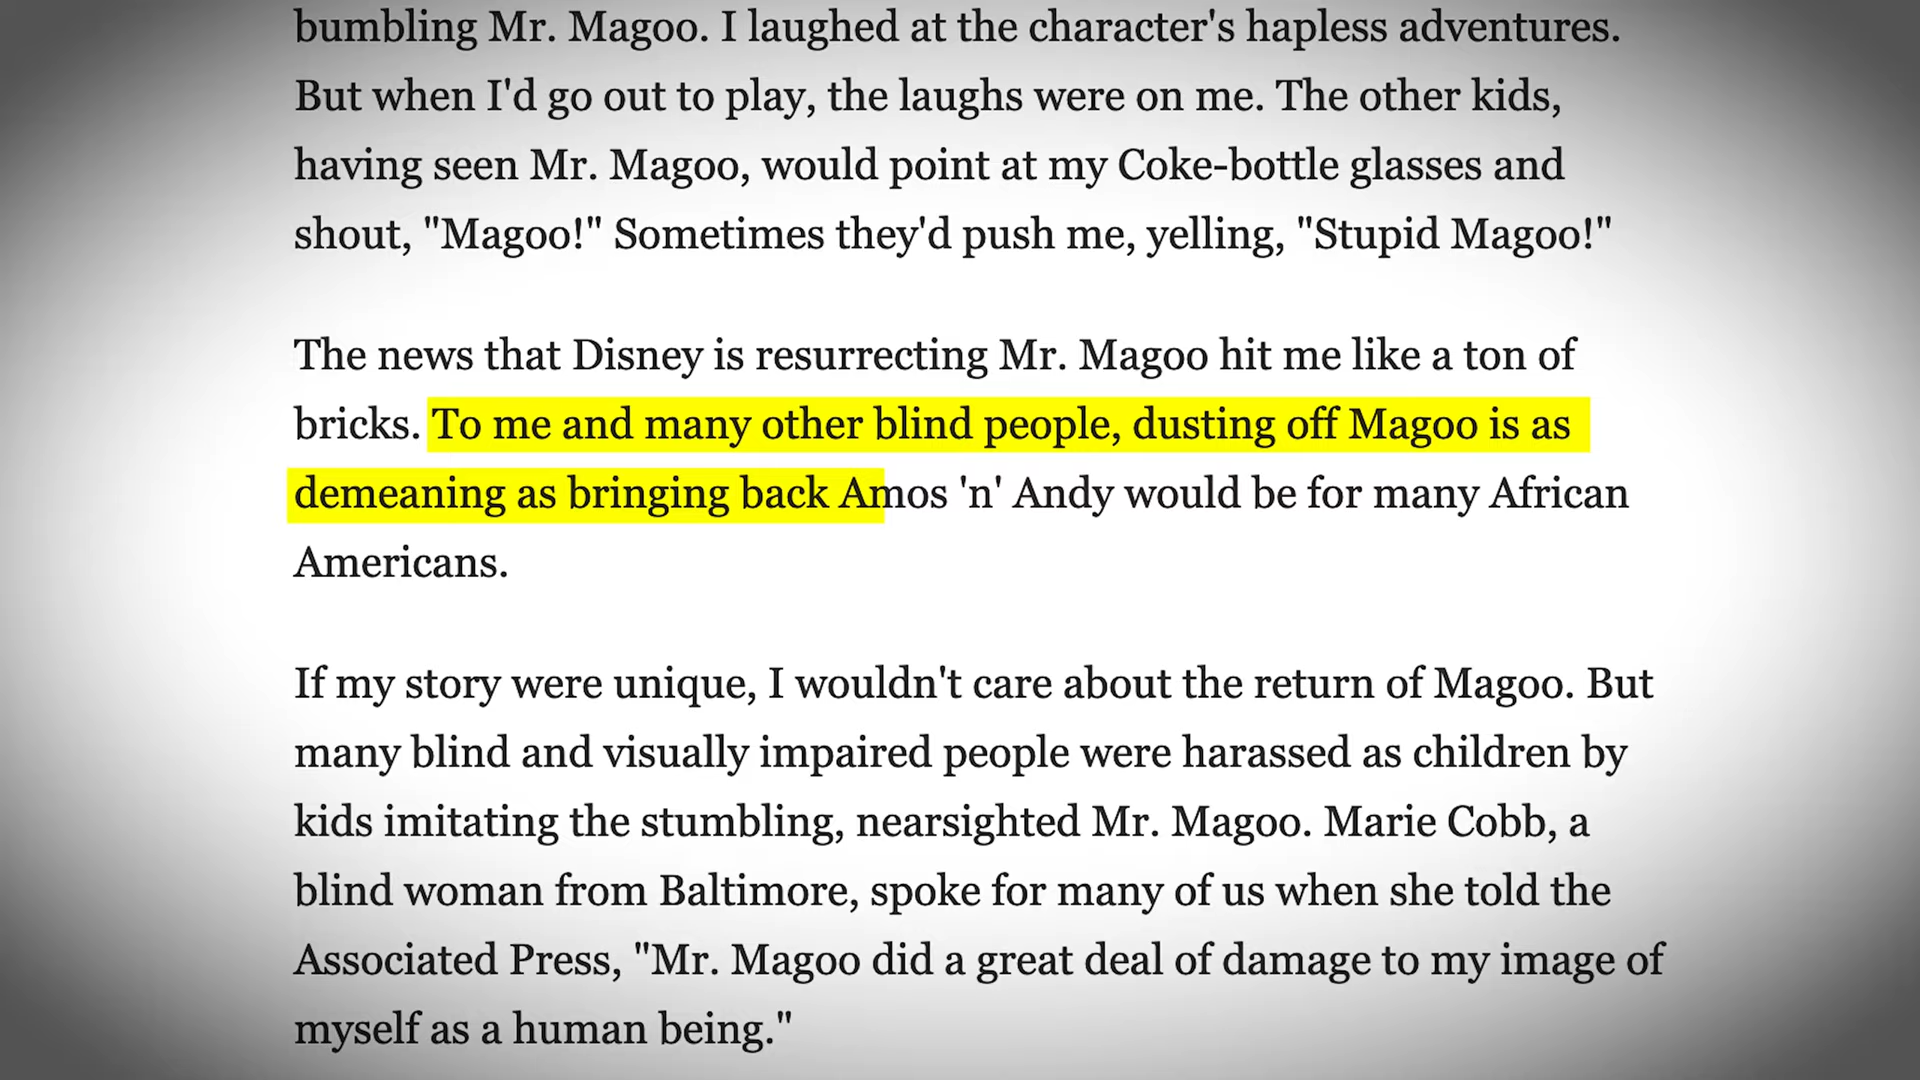 bumbling Mr. Magoo. I laughed at the character's hapless adventures.
But when I'd go out to play, the laughs were on me. The other kids,
having seen Mr. Magoo, would point at my Coke-bottle glasses and
shout, "Magoo!" Sometimes they'd push me, yelling, "Stupid Magoo!"
The news that Disney is resurrecting Mr. Magoo hit me like a ton of
bricks. To me and many other blind people, dusting off Magoo is as
demeaning as bringing back Amos 'n' Andy would be for many African
Americans.
If my story were unique, I wouldn't care about the return of Magoo. But
many blind and visually impaired people were harassed as children by
kids imitating the stumbling, nearsighted Mr. Magoo. Marie Cobb, a
blind woman from Baltimore, spoke for many of us when she told the
Associated Press, "Mr. Magoo did a great deal of damage to my image of
myself as a human being."